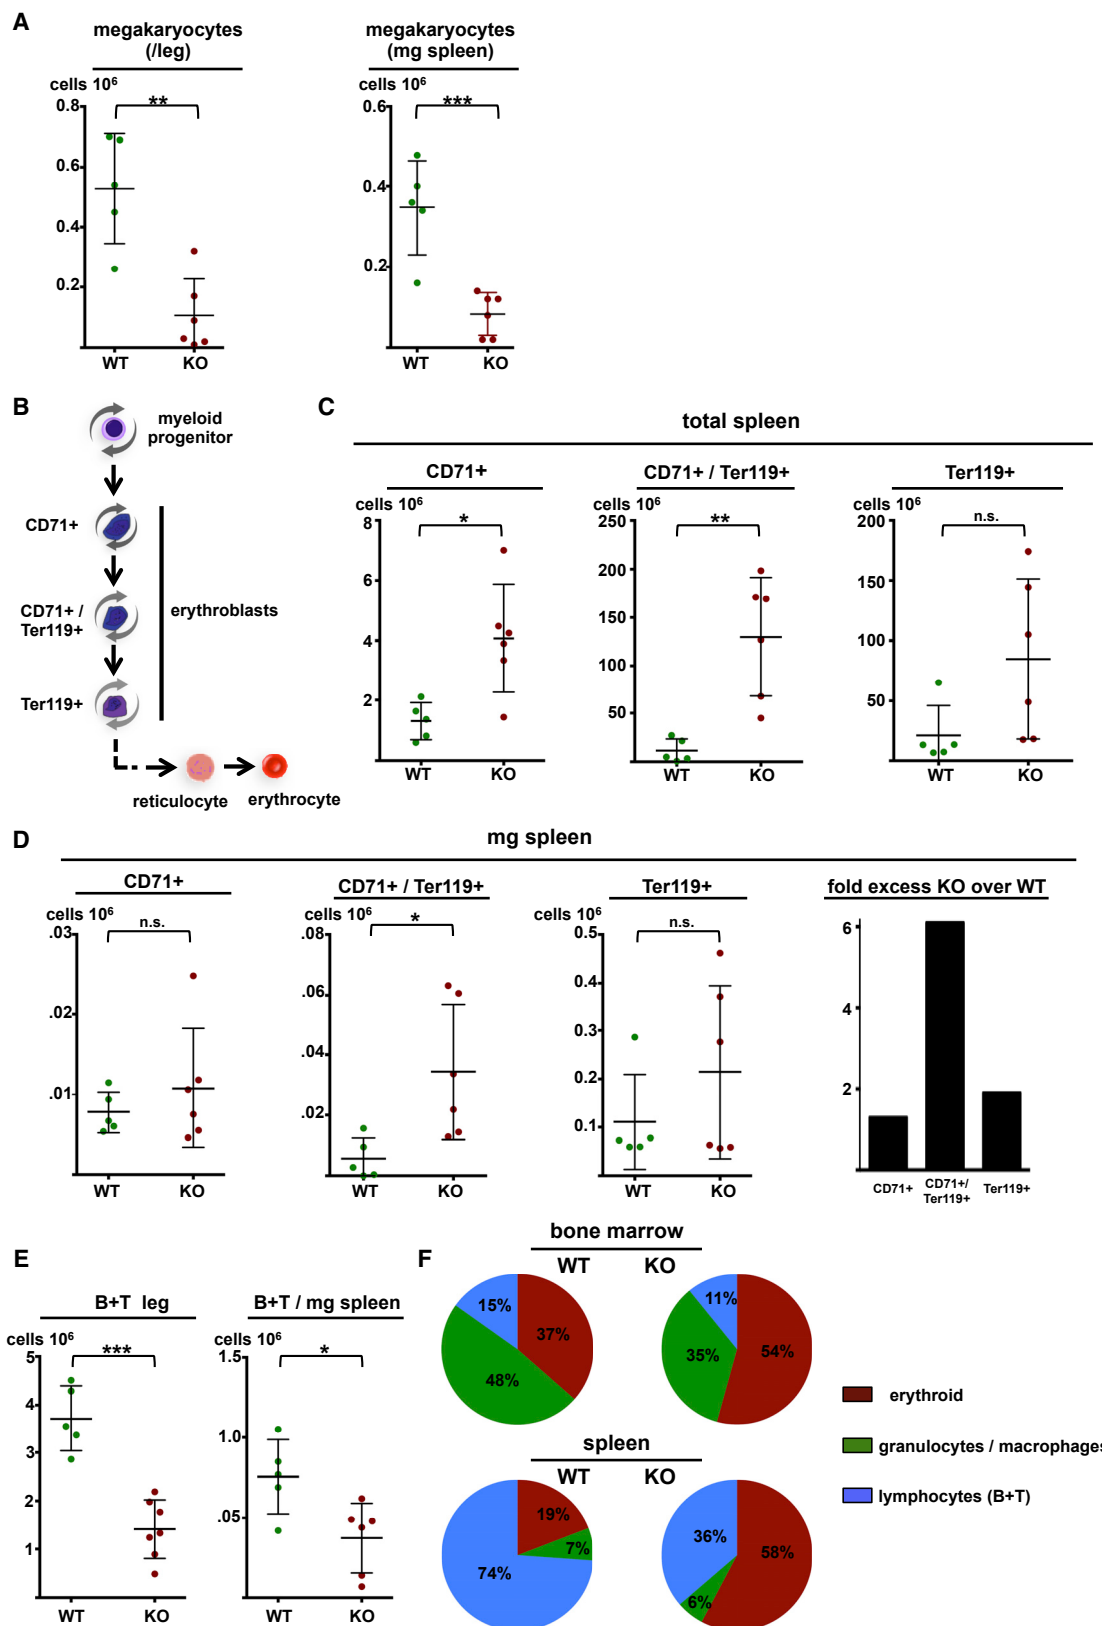 A
megakaryocytes
(/leg)
cells 10⁶
0.8
0.6
0.4
0.2
**
WT
KO
megakaryocytes
(mg spleen)
cells 10⁶
0.6
0.4
0.2
***
WT
KO
B
myeloid
progenitor
CD71+
CD71+ /
Ter119+
Ter119+
erythroblasts
reticulocyte
erythrocyte
C
total spleen
CD71+
cells 10⁶
8
6
4
2
*
WT
KO
CD71+ / Ter119+
cells 10⁶
250
200
150
100
50
**
WT
KO
Ter119+
cells 10⁶
200
150
100
50
n.s.
WT
KO
D
mg spleen
CD71+
cells 10⁶
.03
.02
.01
n.s.
WT
KO
CD71+ / Ter119+
cells 10⁶
.08
.06
.04
.02
*
WT
KO
Ter119+
cells 10⁶
0.5
0.4
0.3
0.2
0.1
n.s.
WT
KO
fold excess KO over WT
6
4
2
CD71+
CD71+/
Ter119+
Ter119+
E
B+T leg
cells 10⁶
5
4
3
2
1
***
WT
KO
B+T / mg spleen
cells 10⁶
1.5
1.0
.05
*
WT
KO
F
bone marrow
WT
KO
15%
37%
48%
11%
35%
54%
spleen
WT
KO
19%
7%
74%
36%
58%
6%
erythroid
granulocytes / macrophages
lymphocytes (B+T)